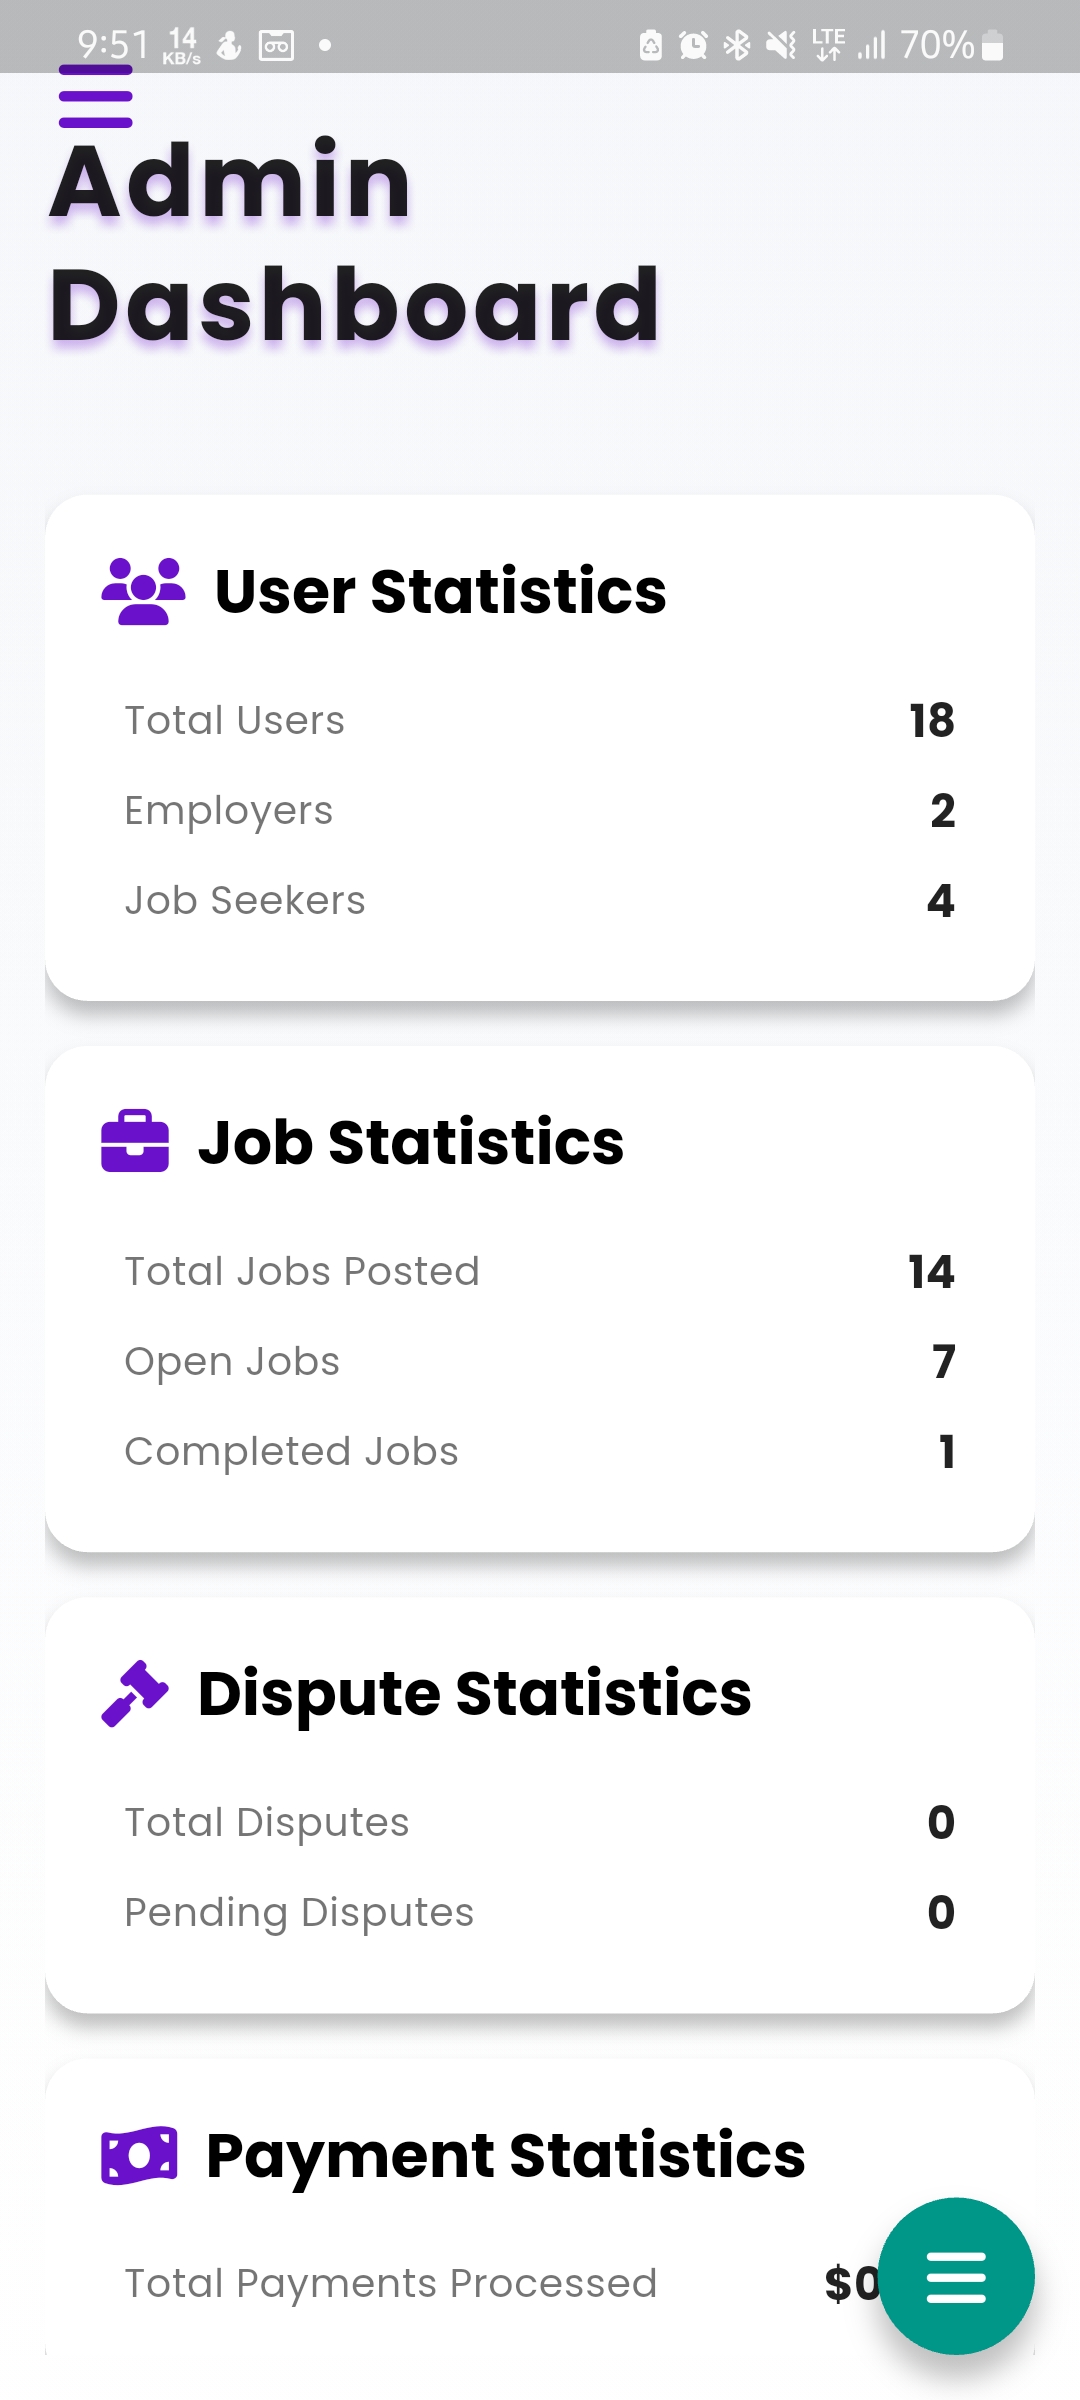 9:51 14 KB/s LTE 70%
Admin
Dashboard
User Statistics
Total Users 18
Employers 2
Job Seekers 4
Job Statistics
Total Jobs Posted 14
Open Jobs 7
Completed Jobs 1
Dispute Statistics
Total Disputes 0
Pending Disputes 0
Payment Statistics
Total Payments Processed $0